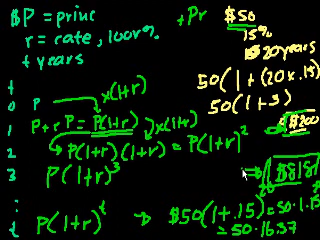 $P = princ
r = rate, 100r%
t years
+ Pr
$50
15%
20 years
50(1 + (20x.15)
50(1+3)
$200
t
0 P x(1+r)
1 P+rP = P(1+r) x(1+r)
2 P(1+r)(1+r) = P(1+r)^2
3 P(1+r)^3
t P(1+r)^t → $50(1+.15) = 50·1.15
= 50·16.37